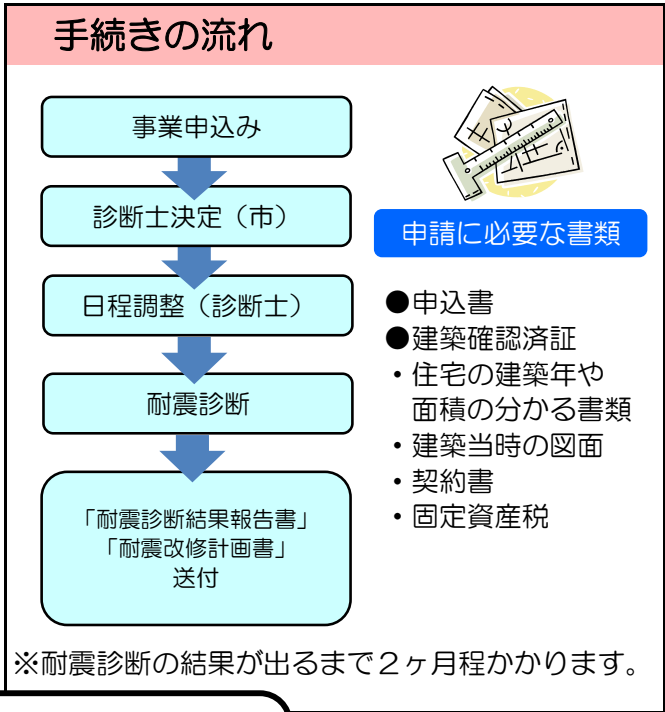 手続きの流れ
事業申込み
診断士決定（市）
日程調整（診断士）
耐震診断
「耐震診断結果報告書」
「耐震改修計画書」
送付
申請に必要な書類
●申込書
●建築確認済証
・住宅の建築年や
面積の分かる書類
・建築当時の図面
・契約書
・固定資産税
※耐震診断の結果が出るまで２ヶ月程かかります。